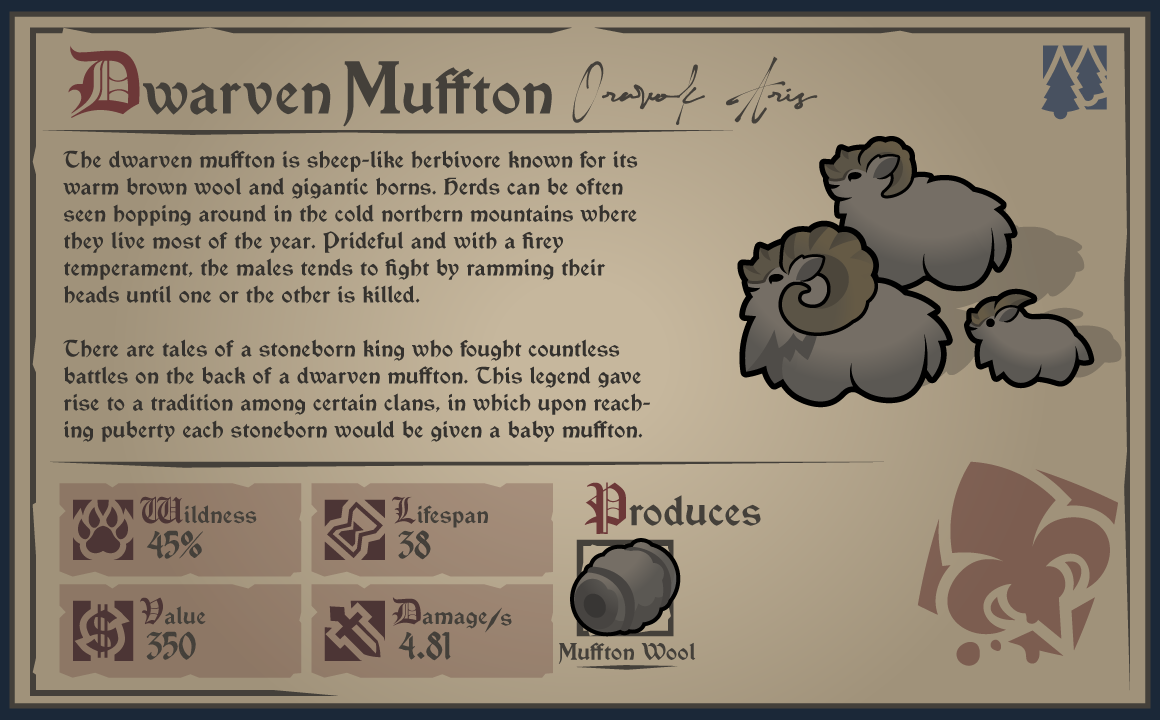 Dwarven Muffton
The dwarven muffton is sheep-like herbivore known for its
warm brown wool and gigantic horns. Herds can be often
seen hopping around in the cold northern mountains where
they live most of the year. Prideful and with a firey
temperament, the males tends to fight by ramming their
heads until one or the other is killed.
There are tales of a stoneborn king who fought countless
battles on the back of a dwarven muffton. This legend gave
rise to a tradition among certain clans, in which upon reach-
ing puberty each stoneborn would be given a baby muffton.
Wildness
45%
Lifespan
38
Value
350
Damage/s
4.81
Produces
Muffton Wool